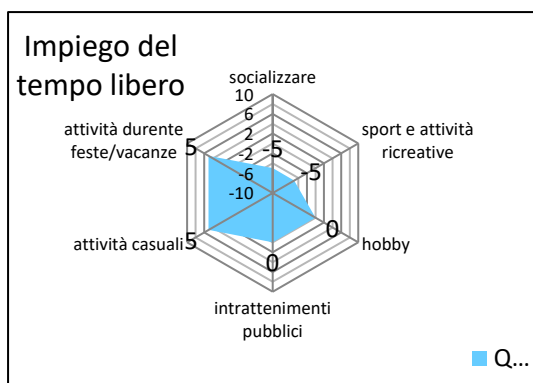 Impiego del
tempo libero
socializzare
10
6
2
-2
-6
-10
-5
sport e attività
ricreative
-5
hobby
0
intrattenimenti
pubblici
0
attività casuali
5
attività durente
feste/vacanze
5
Q...